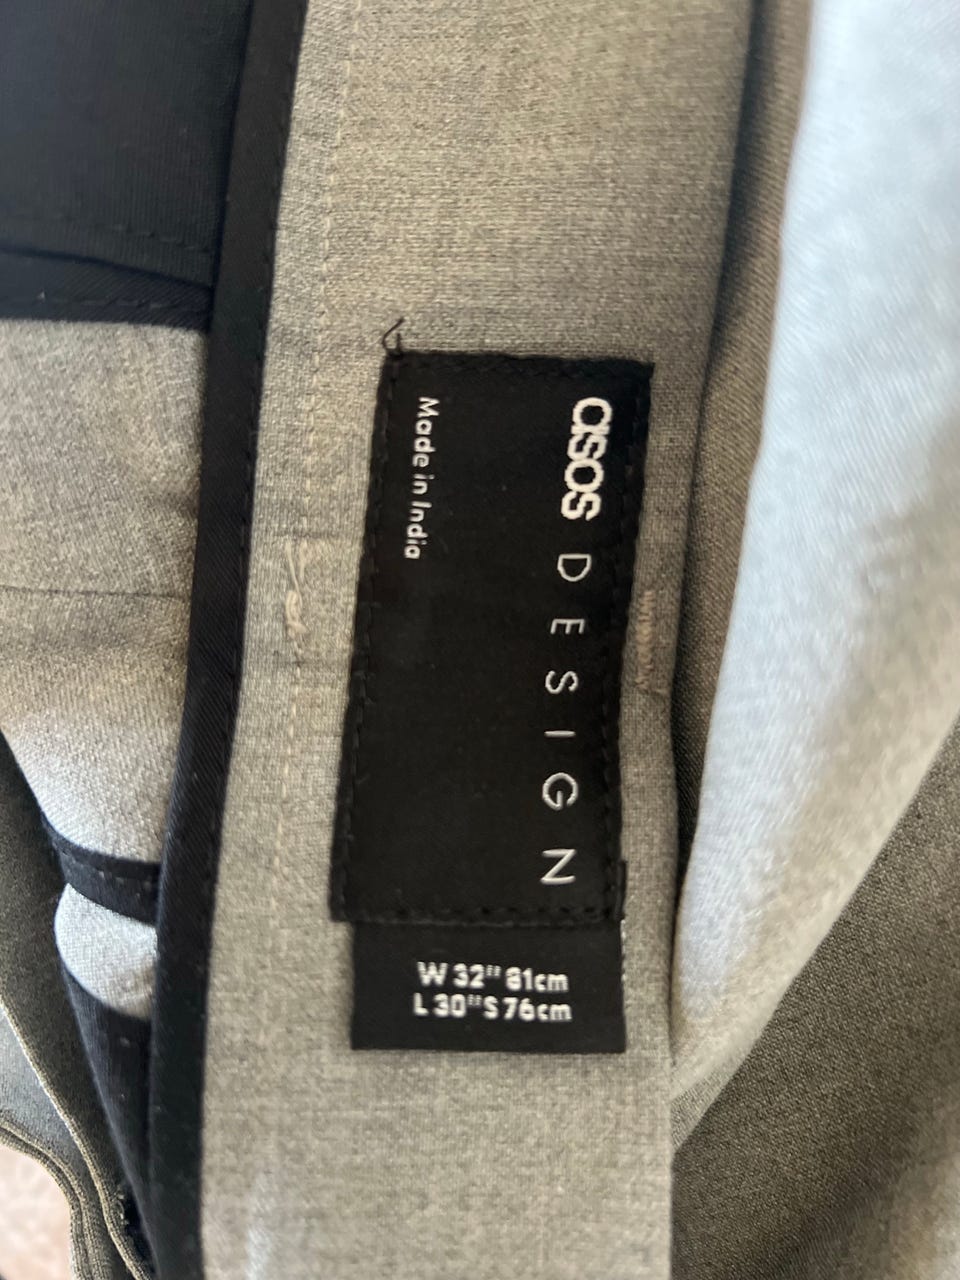 asos DESIGN
Made in India
W 32" 81cm
L 30" S 76cm